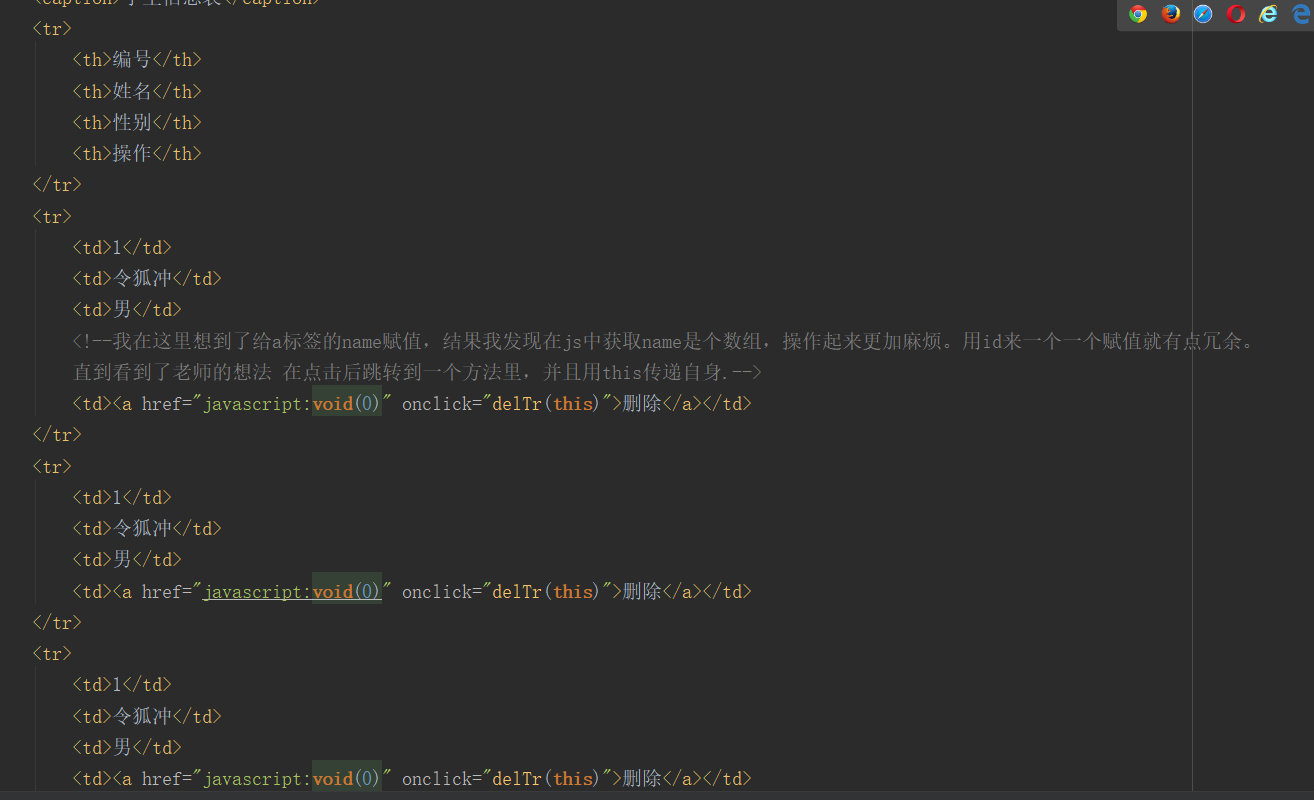 <tr>
<th>编号</th>
<th>姓名</th>
<th>性别</th>
<th>操作</th>
</tr>
<tr>
<td>1</td>
<td>令狐冲</td>
<td>男</td>
<!--我在这里想到了给a标签的name赋值，结果我发现在js中获取name是个数组，操作起来更加麻烦。用id来一个一个赋值就有点冗余。
直到看到了老师的想法 在点击后跳转到一个方法里，并且用this传递自身.-->
<td><a href="javascript:void(0)" onclick="delTr(this)">删除</a></td>
</tr>
<tr>
<td>1</td>
<td>令狐冲</td>
<td>男</td>
<td><a href="javascript:void(0)" onclick="delTr(this)">删除</a></td>
</tr>
<tr>
<td>1</td>
<td>令狐冲</td>
<td>男</td>
<td><a href="javascript:void(0)" onclick="delTr(this)">删除</a></td>